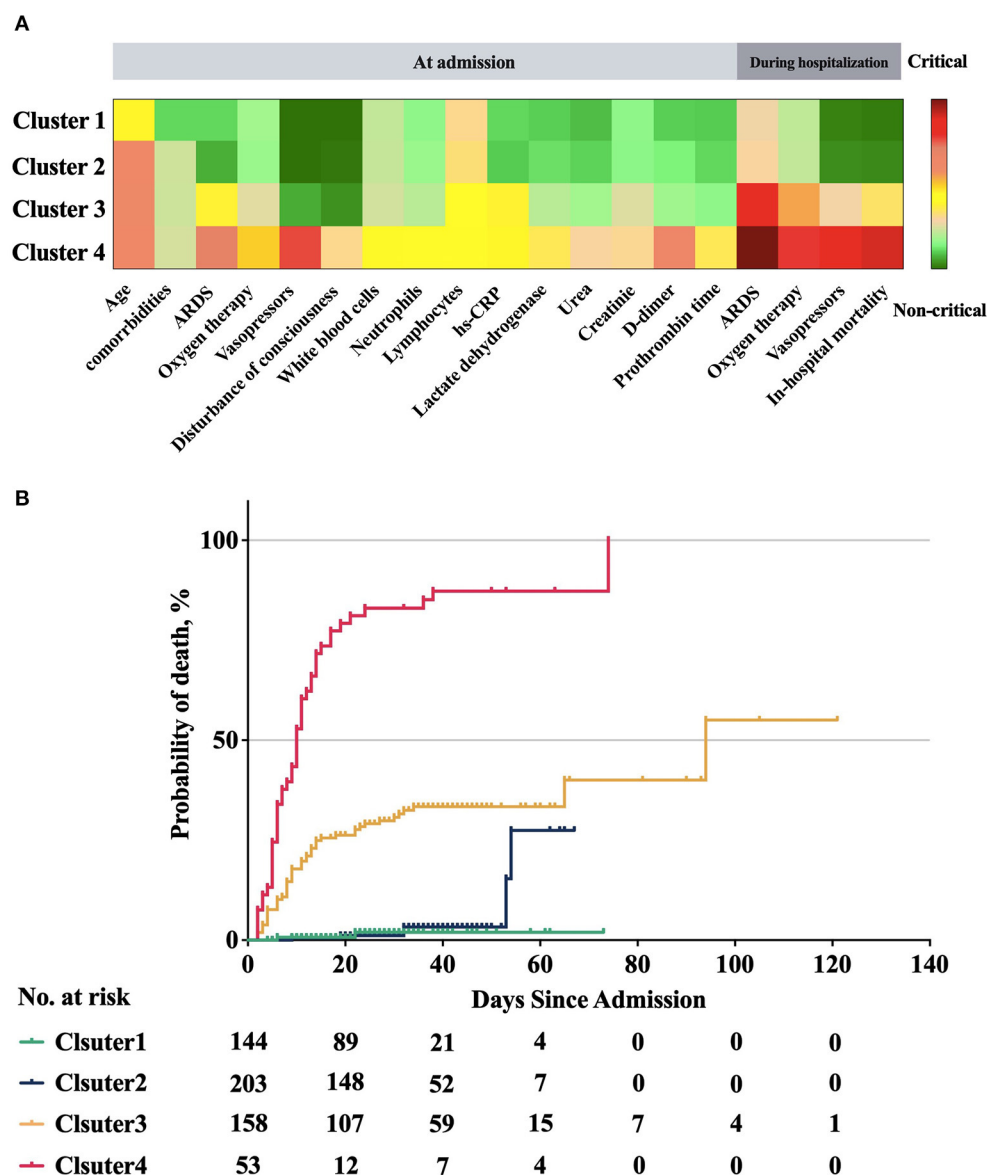 A
At admission
During hospitalization
Critical
Cluster 1
Cluster 2
Cluster 3
Cluster 4
Non-critical
Age
comorrbidities
ARDS
Oxygen therapy
Vasopressors
Disturbance of consciousness
White blood cells
Neutrophils
Lymphocytes
hs-CRP
Lactate dehydrogenase
Urea
Creatinie
D-dimer
Prothrombin time
ARDS
Oxygen therapy
Vasopressors
In-hospital mortality
B
Probability of death, %
100
50
0
0 20 40 60 80 100 120 140
Days Since Admission
No. at risk
Clsuter1 144 89 21 4 0 0 0
Clsuter2 203 148 52 7 0 0 0
Clsuter3 158 107 59 15 7 4 1
Clsuter4 53 12 7 4 0 0 0